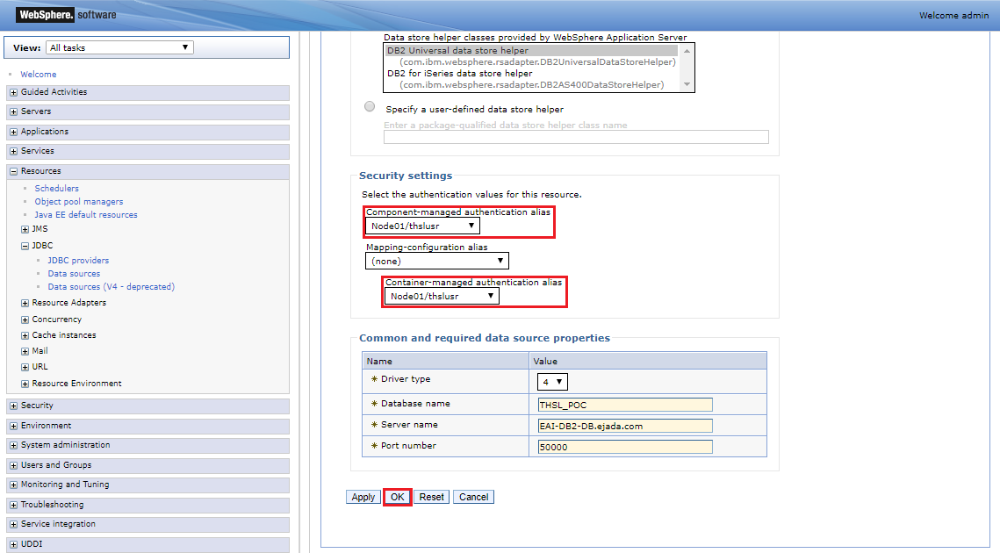 WebSphere. software
Welcome admin
View: All tasks
Welcome
Guided Activities
Servers
Applications
Services
Resources
Schedulers
Object pool managers
Java EE default resources
JMS
JDBC
JDBC providers
Data sources
Data sources (V4 - deprecated)
Resource Adapters
Concurrency
Cache instances
Mail
URL
Resource Environment
Security
Environment
System administration
Users and Groups
Monitoring and Tuning
Troubleshooting
Service integration
UDDI
Data store helper classes provided by WebSphere Application Server
DB2 Universal data store helper
(com.ibm.websphere.rsadapter.DB2UniversalDataStoreHelper)
DB2 for iSeries data store helper
(com.ibm.websphere.rsadapter.DB2AS400DataStoreHelper)
Specify a user-defined data store helper
Enter a package-qualified data store helper class name
Security settings
Select the authentication values for this resource.
Component-managed authentication alias
Node01/thslusr
Mapping-configuration alias
(none)
Container-managed authentication alias
Node01/thslusr
Common and required data source properties
Name Value
* Driver type 4
* Database name THSL_POC
* Server name EAI-DB2-DB.ejada.com
* Port number 50000
Apply OK Reset Cancel